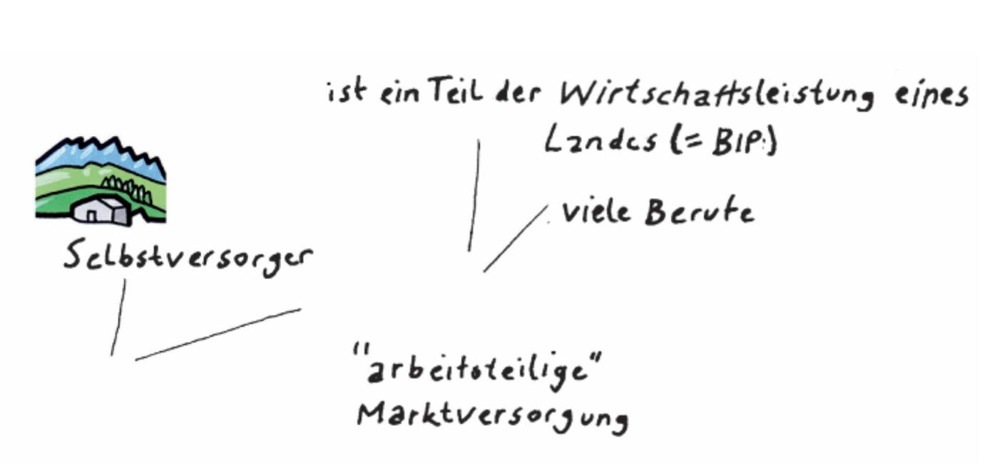 ist ein Teil der Wirtschaftsleistung eines
Landes (= BIP)
viele Berufe
Selbstversorger
"arbeitsteilige"
Marktversorgung